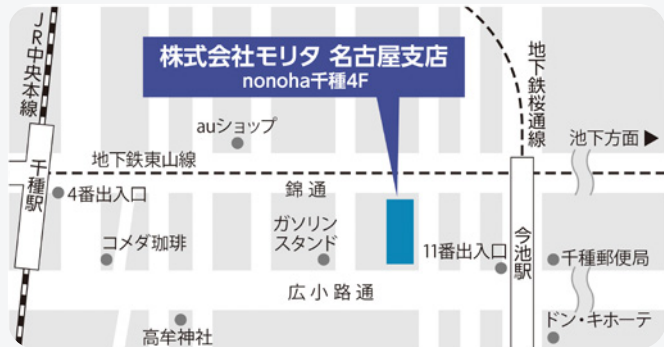 JR中央本線
株式会社モリタ 名古屋支店
nonoha千種4F
地下鉄桜通線
auショップ
池下方面 ▶
地下鉄東山線
千種駅
4番出入口
錦通
コメダ珈琲
ガソリン
スタンド
11番出入口
今池駅
千種郵便局
広小路通
高牟神社
ドン・キホーテ